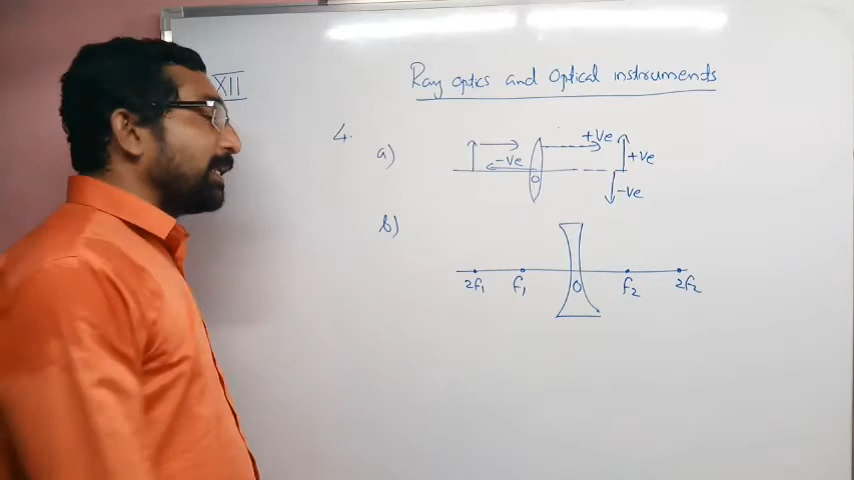 XII
Ray optics and Optical instruments
4.
a)
-ve
+ve
+ve
-ve
O
b)
2f₁ f₁ O f₂ 2f₂